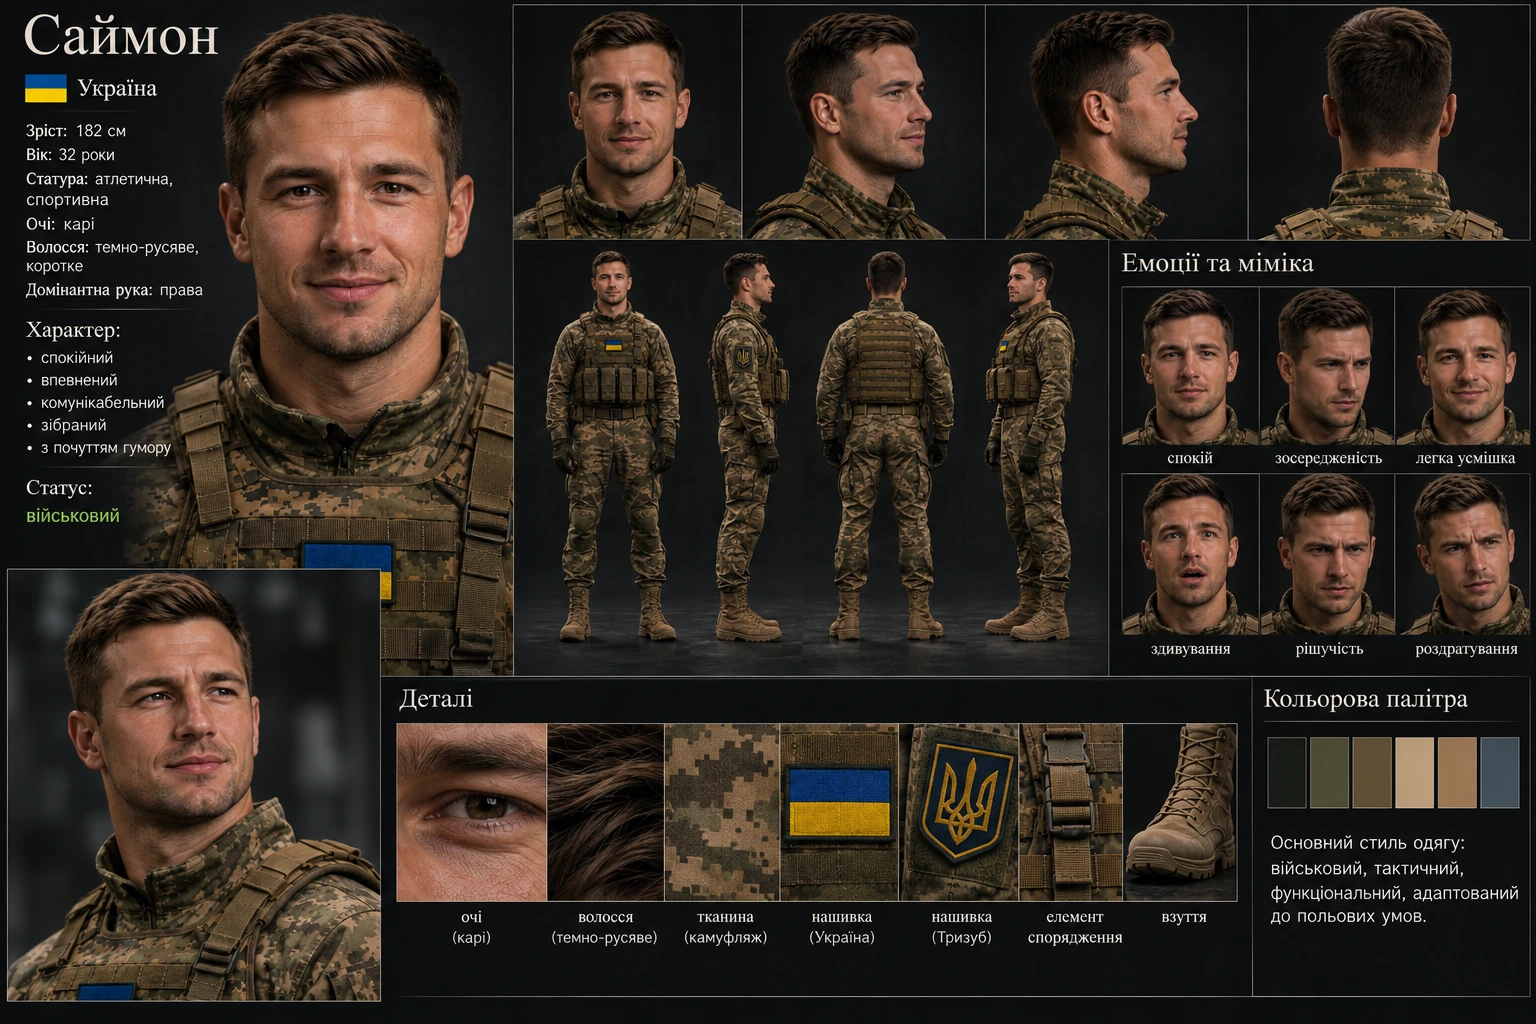 Саймон
Україна
Зріст: 182 см
Вік: 32 роки
Статура: атлетична,
спортивна
Очі: карі
Волосся: темно-русяве,
коротке
Домінантна рука: права
Характер:
• спокійний
• впевнений
• комунікабельний
• зібраний
• з почуттям гумору
Статус:
військовий
Емоції та міміка
спокій
зосередженість
легка усмішка
здивування
рішучість
роздратування
Деталі
очі
(карі)
волосся
(темно-русяве)
тканина
(камуфляж)
нашивка
(Україна)
нашивка
(Тризуб)
елемент
спорядження
взуття
Кольорова палітра
Основний стиль одягу:
військовий, тактичний,
функціональний, адаптований
до польових умов.